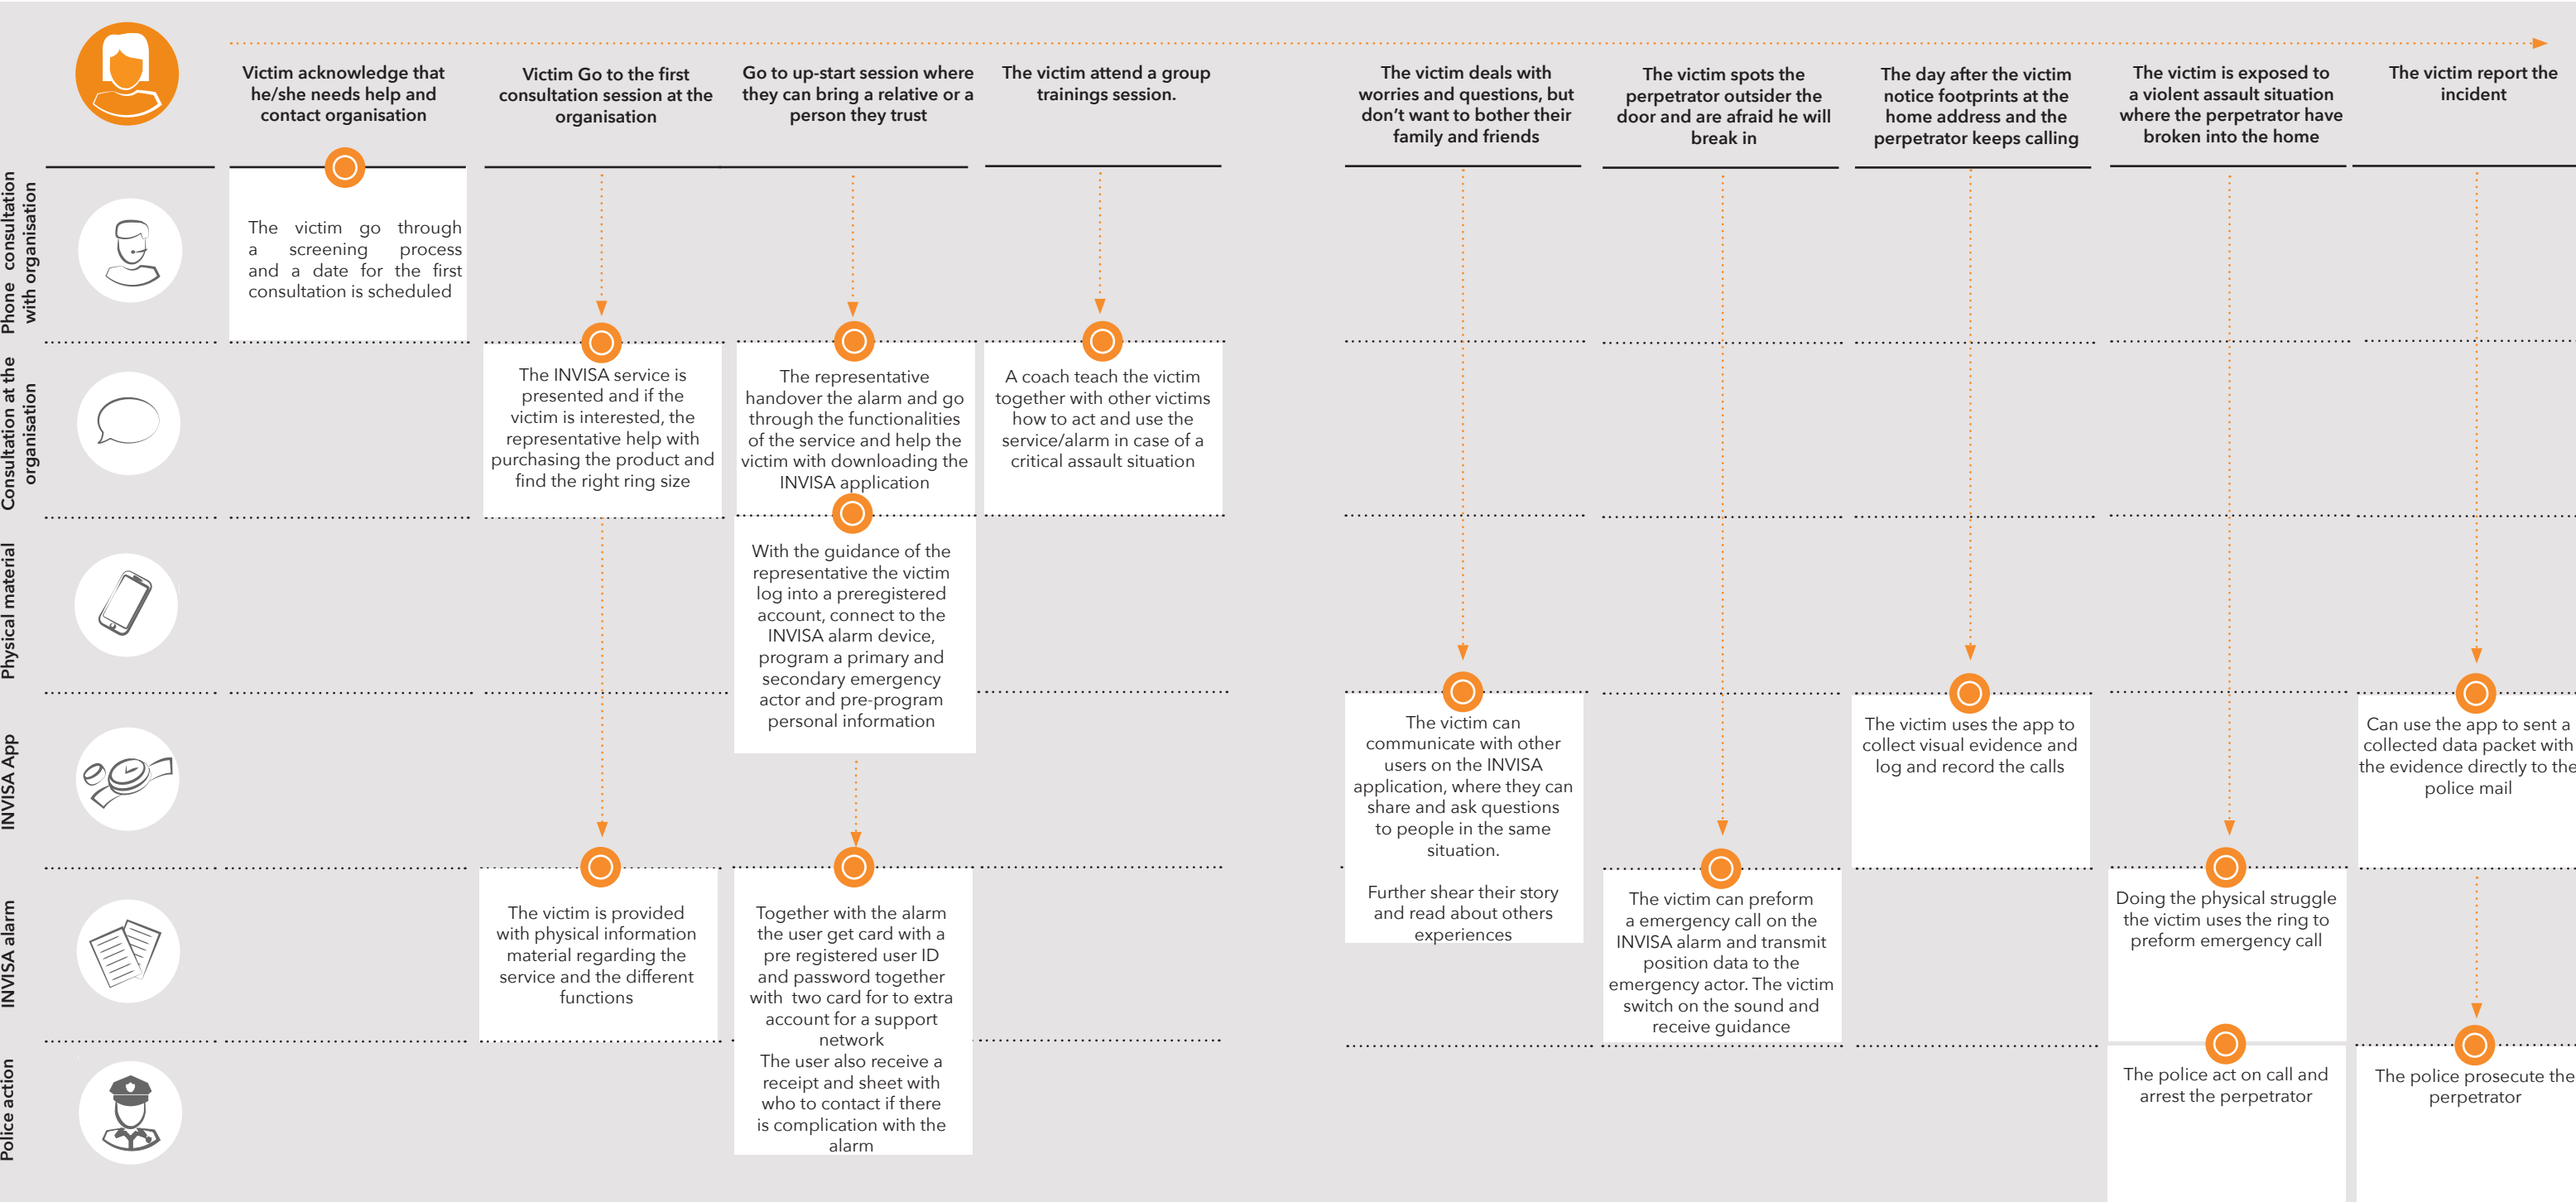 Victim acknowledge that
he/she needs help and
contact organisation
Victim Go to the first
consultation session at the
organisation
Go to up-start session where
they can bring a relative or a
person they trust
The victim attend a group
trainings session.
The victim deals with
worries and questions, but
don't want to bother their
family and friends
The victim spots the
perpetrator outsider the
door and are afraid he will
break in
The day after the victim
notice footprints at the
home address and the
perpetrator keeps calling
The victim is exposed to
a violent assault situation
where the perpetrator have
broken into the home
The victim report the
incident
Phone consultation
with organisation
The victim go through
a screening process
and a date for the first
consultation is scheduled
Consultation at the
organisation
The INVISA service is
presented and if the
victim is interested, the
representative help with
purchasing the product and
find the right ring size
The representative
handover the alarm and go
through the functionalities
of the service and help the
victim with downloading the
INVISA application
A coach teach the victim
together with other victims
how to act and use the
service/alarm in case of a
critical assault situation
Physical material
With the guidance of the
representative the victim
log into a preregistered
account, connect to the
INVISA alarm device,
program a primary and
secondary emergency
actor and pre-program
personal information
INVISA App
The victim can
communicate with other
users on the INVISA
application, where they can
share and ask questions
to people in the same
situation.
Further shear their story
and read about others
experiences
The victim uses the app to
collect visual evidence and
log and record the calls
Can use the app to sent a
collected data packet with
the evidence directly to the
police mail
INVISA alarm
The victim is provided
with physical information
material regarding the
service and the different
functions
Together with the alarm
the user get card with a
pre registered user ID
and password together
with two card for to extra
account for a support
network
The user also receive a
receipt and sheet with
who to contact if there
is complication with the
alarm
The victim can preform
a emergency call on the
INVISA alarm and transmit
position data to the
emergency actor. The victim
switch on the sound and
receive guidance
Doing the physical struggle
the victim uses the ring to
preform emergency call
Police action
The police act on call and
arrest the perpetrator
The police prosecute the
perpetrator